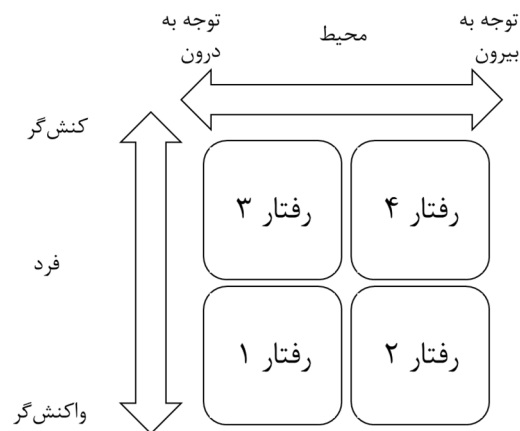 توجه به
بیرون
محیط
توجه به
درون
کنش‌گر
رفتار ۴
رفتار ۳
فرد
رفتار ۲
رفتار ۱
واکنش‌گر